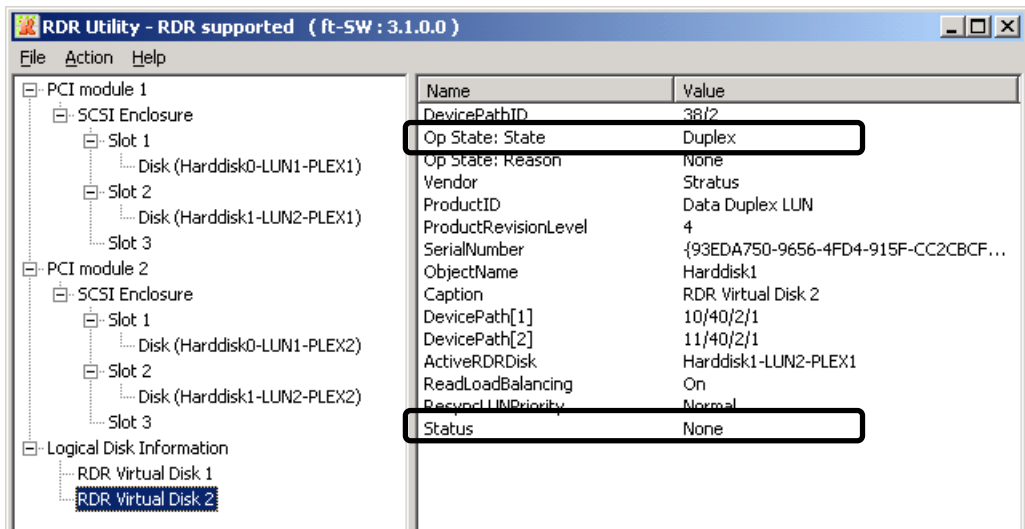 RDR Utility - RDR supported ( ft-SW : 3.1.0.0 )
File Action Help
PCI module 1
SCSI Enclosure
Slot 1
Disk (Harddisk0-LUN1-PLEX1)
Slot 2
Disk (Harddisk1-LUN2-PLEX1)
Slot 3
PCI module 2
SCSI Enclosure
Slot 1
Disk (Harddisk0-LUN1-PLEX2)
Slot 2
Disk (Harddisk1-LUN2-PLEX2)
Slot 3
Logical Disk Information
RDR Virtual Disk 1
RDR Virtual Disk 2
Name Value
DevicePathID 38/2
Op State: State Duplex
Op State: Reason None
Vendor Stratus
ProductID Data Duplex LUN
ProductRevisionLevel 4
SerialNumber {93EDA750-9656-4FD4-915F-CC2CBCF...
ObjectName Harddisk1
Caption RDR Virtual Disk 2
DevicePath[1] 10/40/2/1
DevicePath[2] 11/40/2/1
ActiveRDRDisk Harddisk1-LUN2-PLEX1
ReadLoadBalancing On
ResyncLUNPriority Normal
Status None